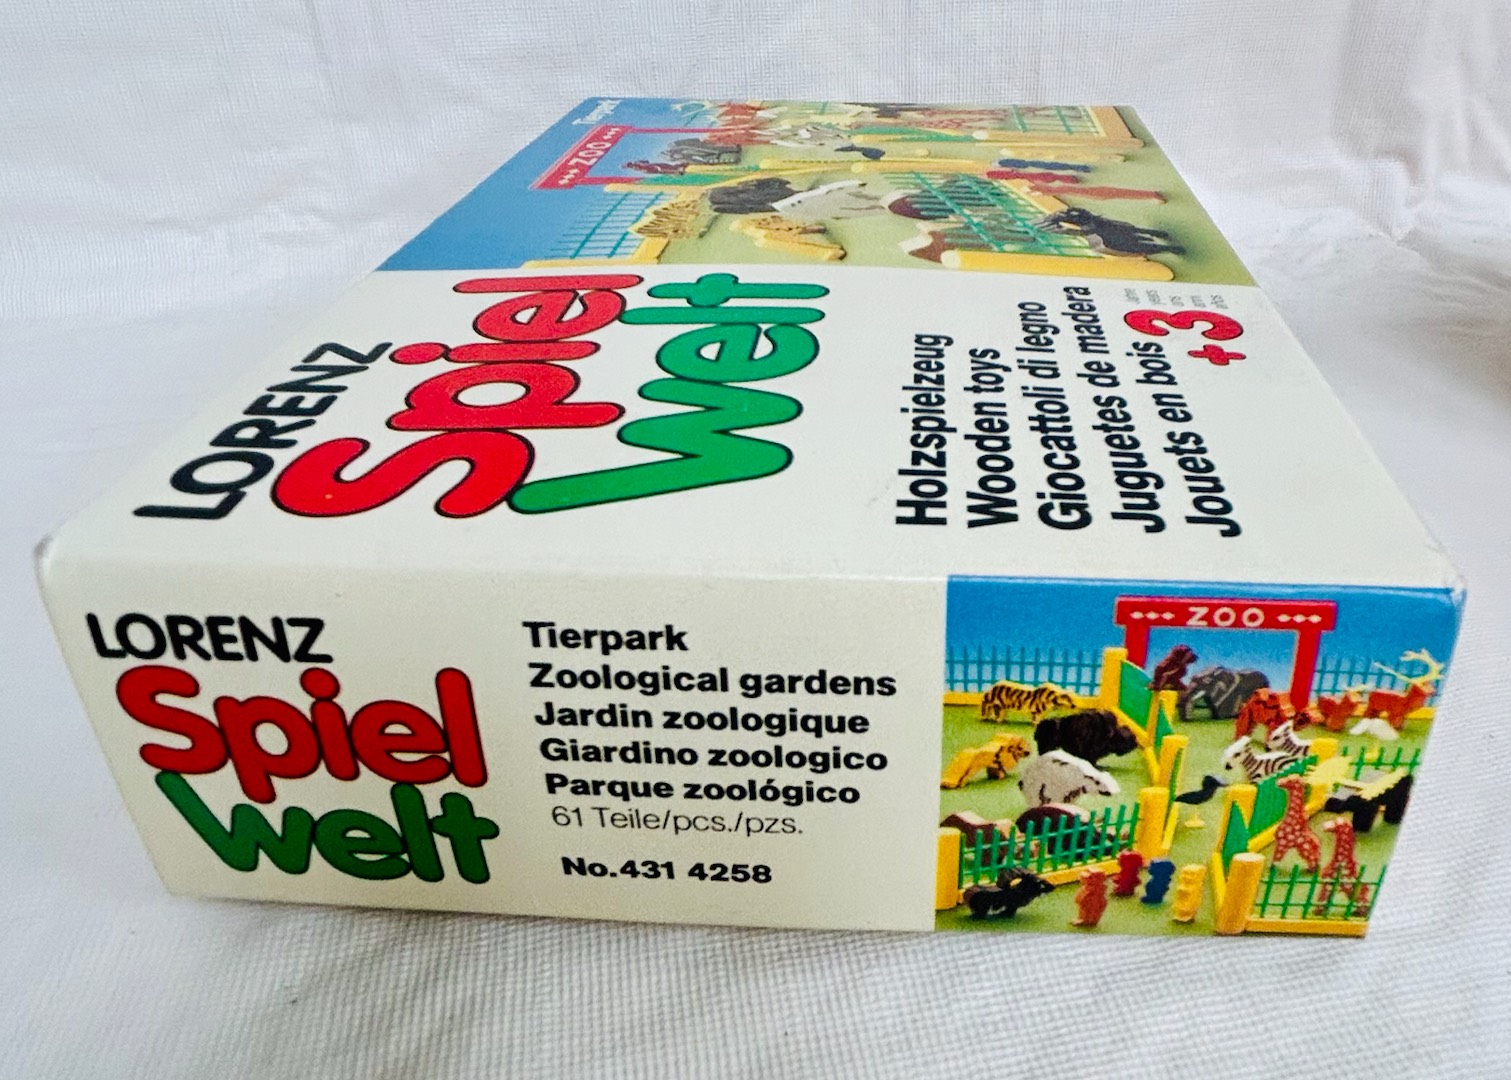 Tierpark
••• ZOO •••
LORENZ
Spiel
welt
Holzspielzeug
Wooden toys
Giocattoli di legno
Juguetes de madera
Jouets en bois
+3
LORENZ
Spiel
welt
Tierpark
Zoological gardens
Jardin zoologique
Giardino zoologico
Parque zoológico
61 Teile/pcs./pzs.
No.431 4258
••• ZOO •••